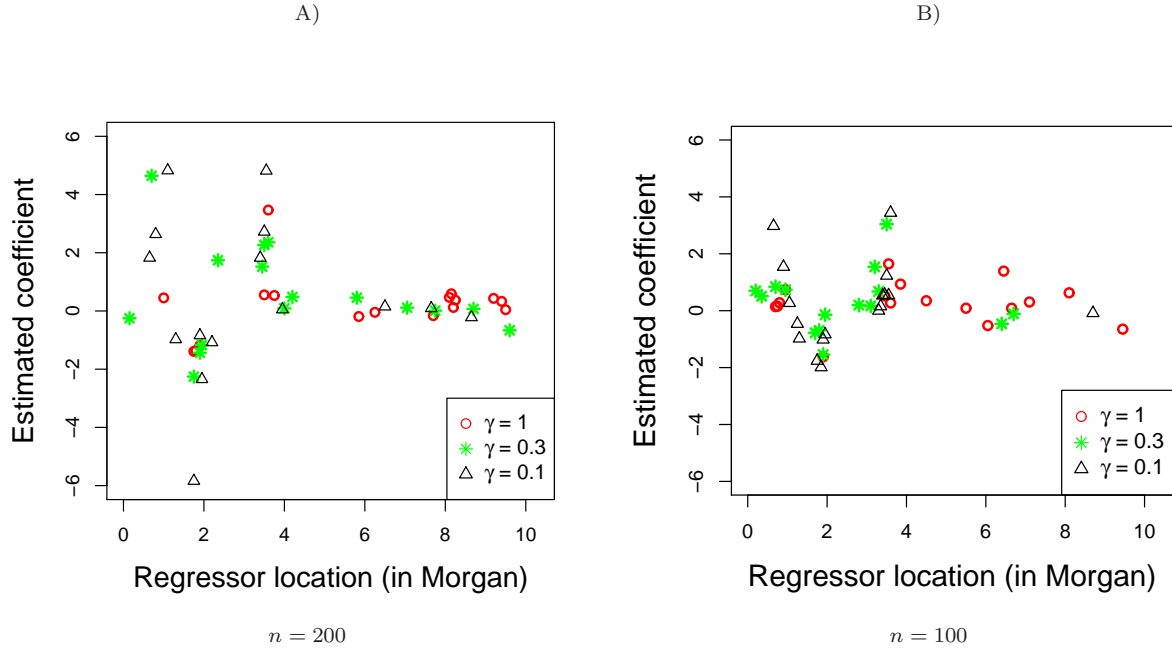 A)
B)
Estimated coefficient
6
4
2
0
−2
−4
−6
0 2 4 6 8 10
Regressor location (in Morgan)
γ = 1
γ = 0.3
γ = 0.1
n = 200
Estimated coefficient
6
4
2
0
−2
−4
−6
0 2 4 6 8 10
Regressor location (in Morgan)
γ = 1
γ = 0.3
γ = 0.1
n = 100